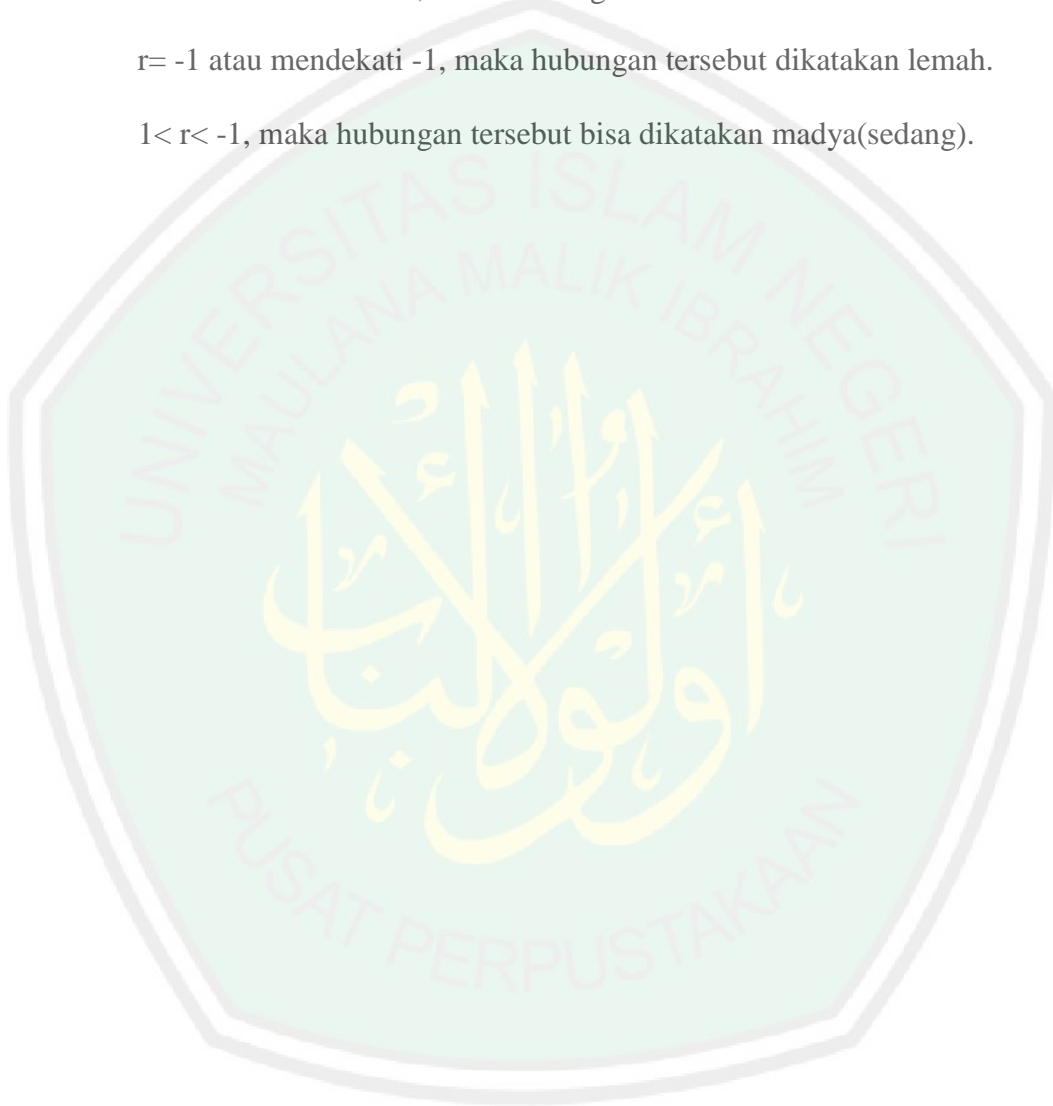 r= -1 atau mendekati -1, maka hubungan tersebut dikatakan lemah.
1< r< -1, maka hubungan tersebut bisa dikatakan madya(sedang).
UNIVERSITAS ISLAM NEGERI
MAULANA MALIK IBRAHIM
أولوا الألباب
PUSAT PERPUSTAKAAN